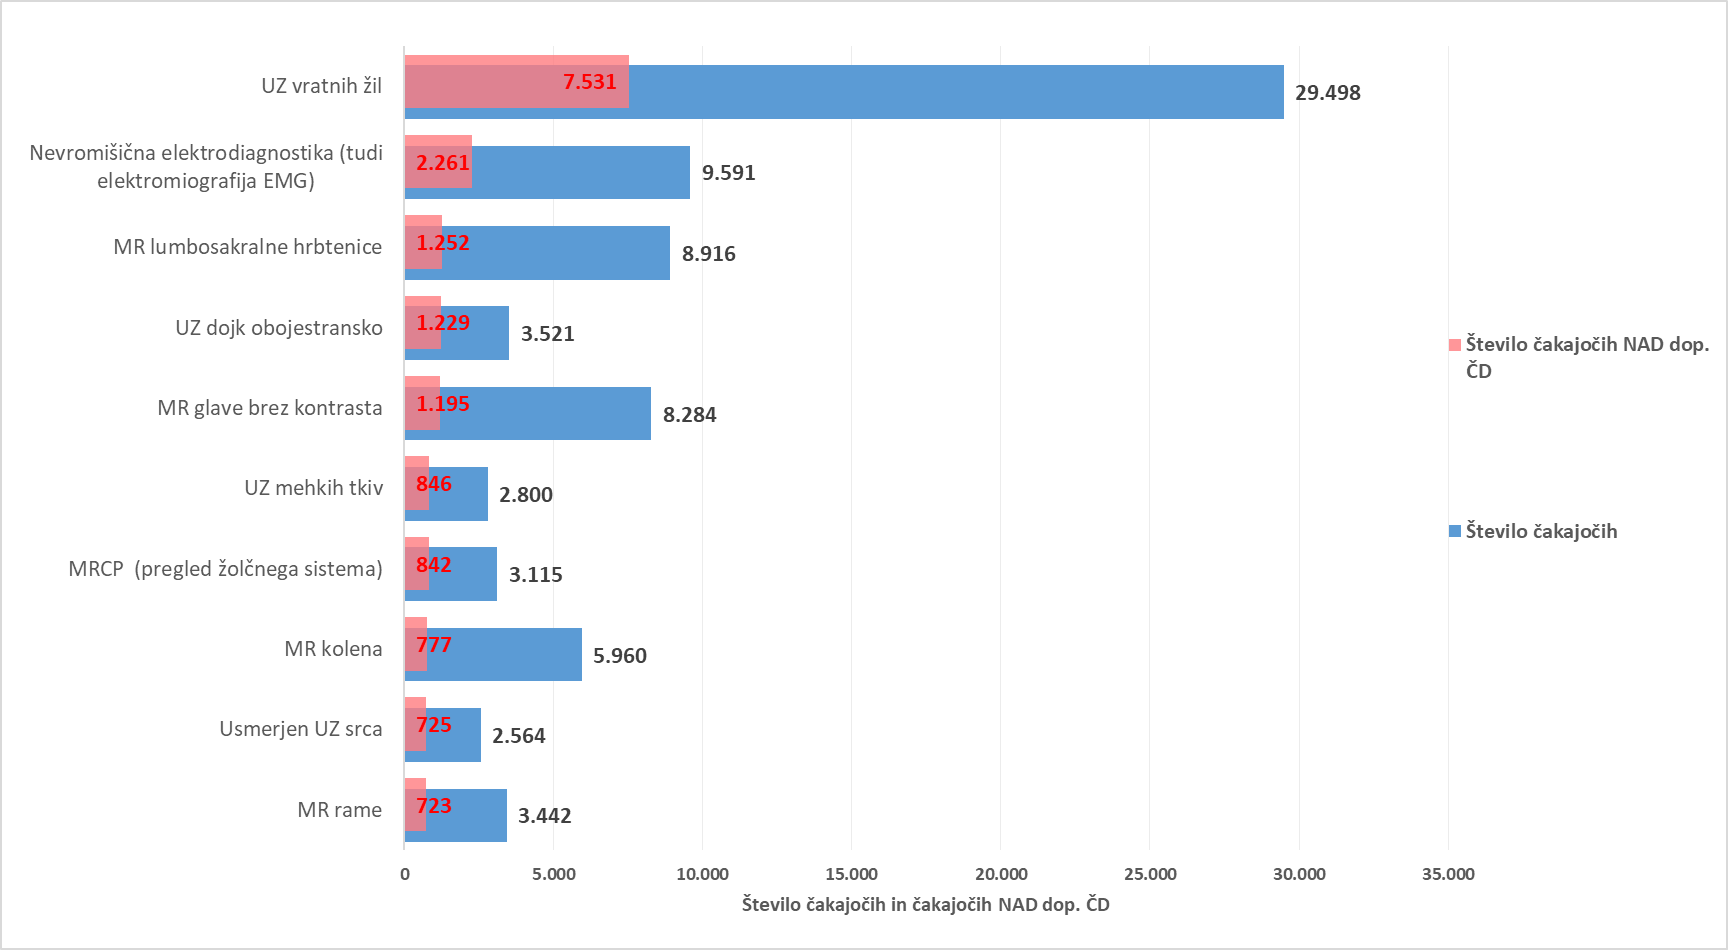 UZ vratnih žil
7.531
29.498
Nevromišična elektrodiagnostika (tudi
elektromiografija EMG)
2.261
9.591
MR lumbosakralne hrbtenice
1.252
8.916
UZ dojk obojestransko
1.229
3.521
MR glave brez kontrasta
1.195
8.284
UZ mehkih tkiv
846
2.800
MRCP  (pregled žolčnega sistema)
842
3.115
MR kolena
777
5.960
Usmerjen UZ srca
725
2.564
MR rame
723
3.442
0
5.000
10.000
15.000
20.000
25.000
30.000
35.000
Število čakajočih in čakajočih NAD dop. ČD
Število čakajočih NAD dop.
ČD
Število čakajočih